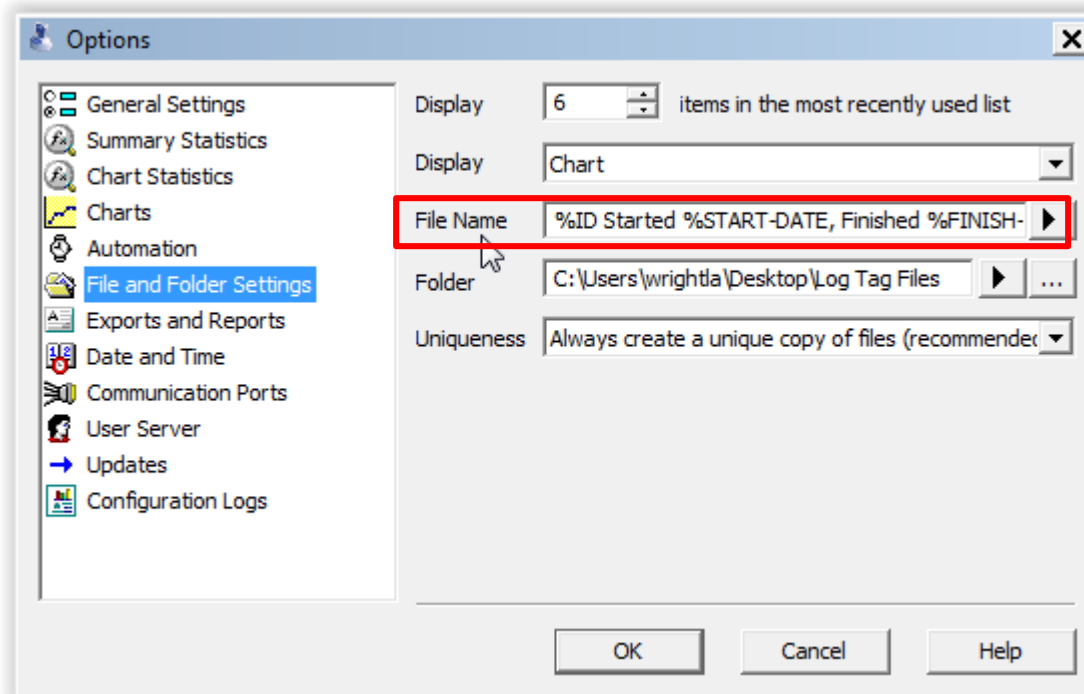 Options
General Settings
Summary Statistics
Chart Statistics
Charts
Automation
File and Folder Settings
Exports and Reports
Date and Time
Communication Ports
User Server
Updates
Configuration Logs
Display 6 items in the most recently used list
Display Chart
File Name %ID Started %START-DATE, Finished %FINISH-
Folder C:\Users\wrightla\Desktop\Log Tag Files ...
Uniqueness Always create a unique copy of files (recommended
OK Cancel Help